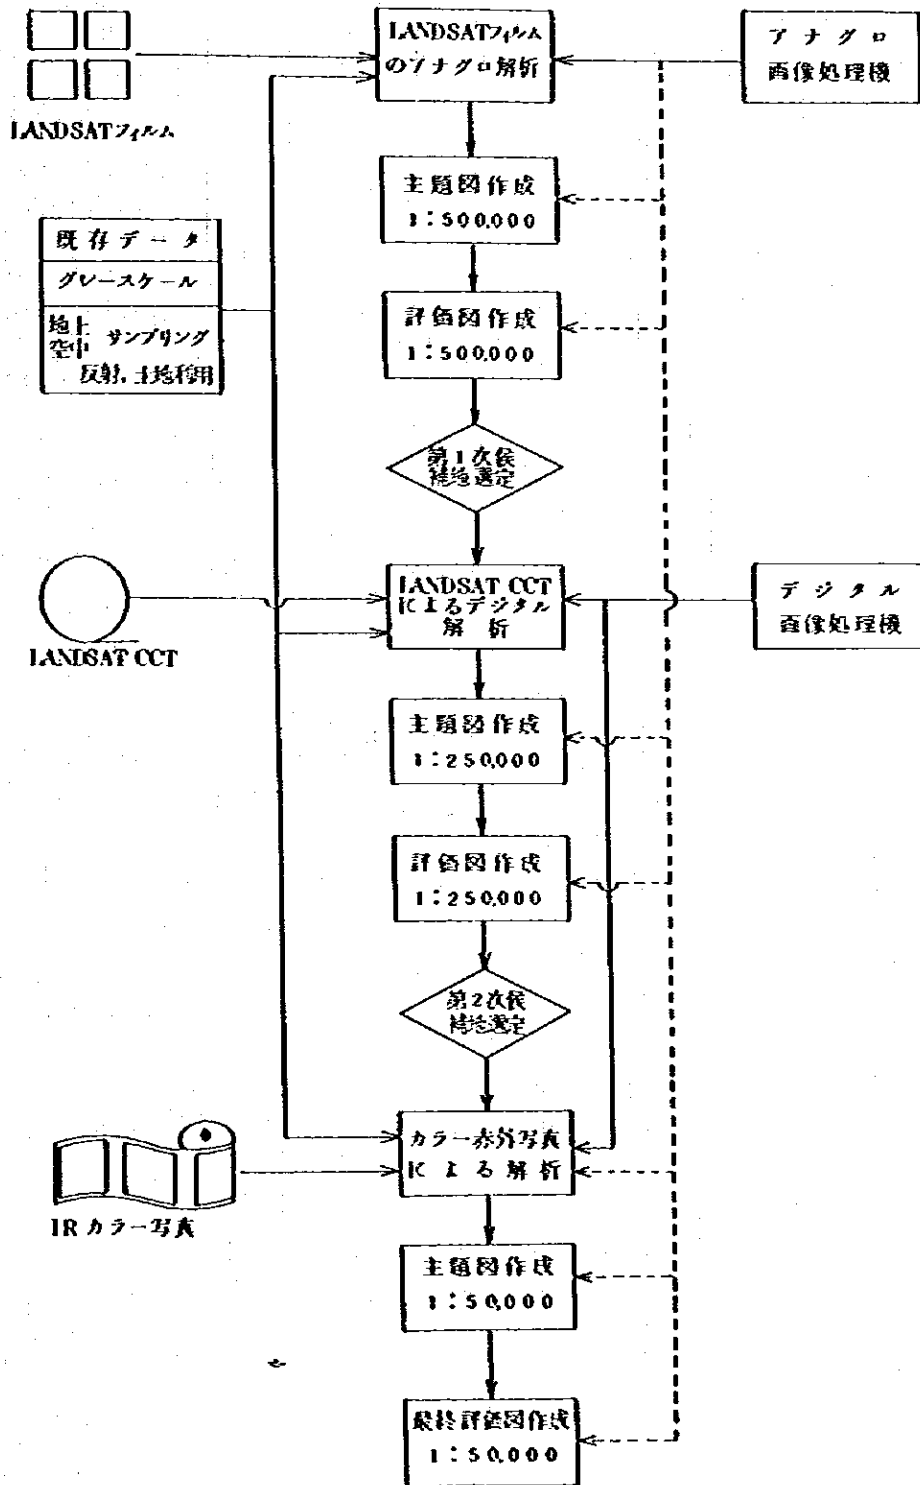 LANDSATフィルム
LANDSATフィルム
のアナグロ解析
アナグロ
画像処理機
主題図作成
1:500,000
既存データ
グレースケール
地上
空中 サンプリング
反射,土地利用
評価図作成
1:500,000
第1次候
補地選定
LANDSAT CCT
LANDSAT CCT
によるデジタル
解析
デジタル
画像処理機
主題図作成
1:250,000
評価図作成
1:250,000
第2次候
補地選定
IRカラー写真
カラー赤外写真
による解析
主題図作成
1:50,000
最終評価図作成
1:50,000